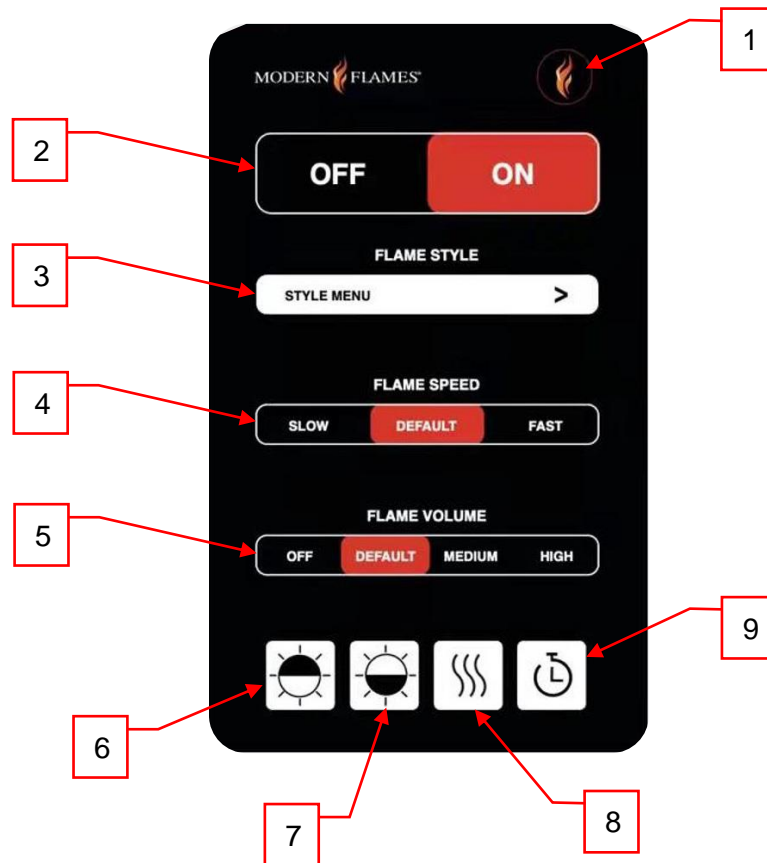 1
MODERN FLAMES
2
OFF ON
FLAME STYLE
3
STYLE MENU >
FLAME SPEED
4
SLOW DEFAULT FAST
FLAME VOLUME
5
OFF DEFAULT MEDIUM HIGH
9
6
7
8